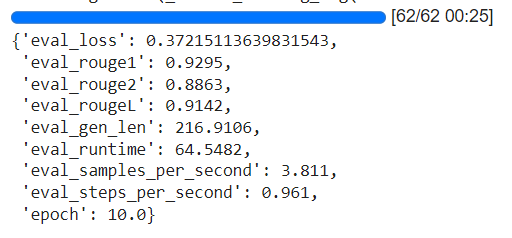 [62/62 00:25]
{'eval_loss': 0.37215113639831543,
'eval_rouge1': 0.9295,
'eval_rouge2': 0.8863,
'eval_rougeL': 0.9142,
'eval_gen_len': 216.9106,
'eval_runtime': 64.5482,
'eval_samples_per_second': 3.811,
'eval_steps_per_second': 0.961,
'epoch': 10.0}